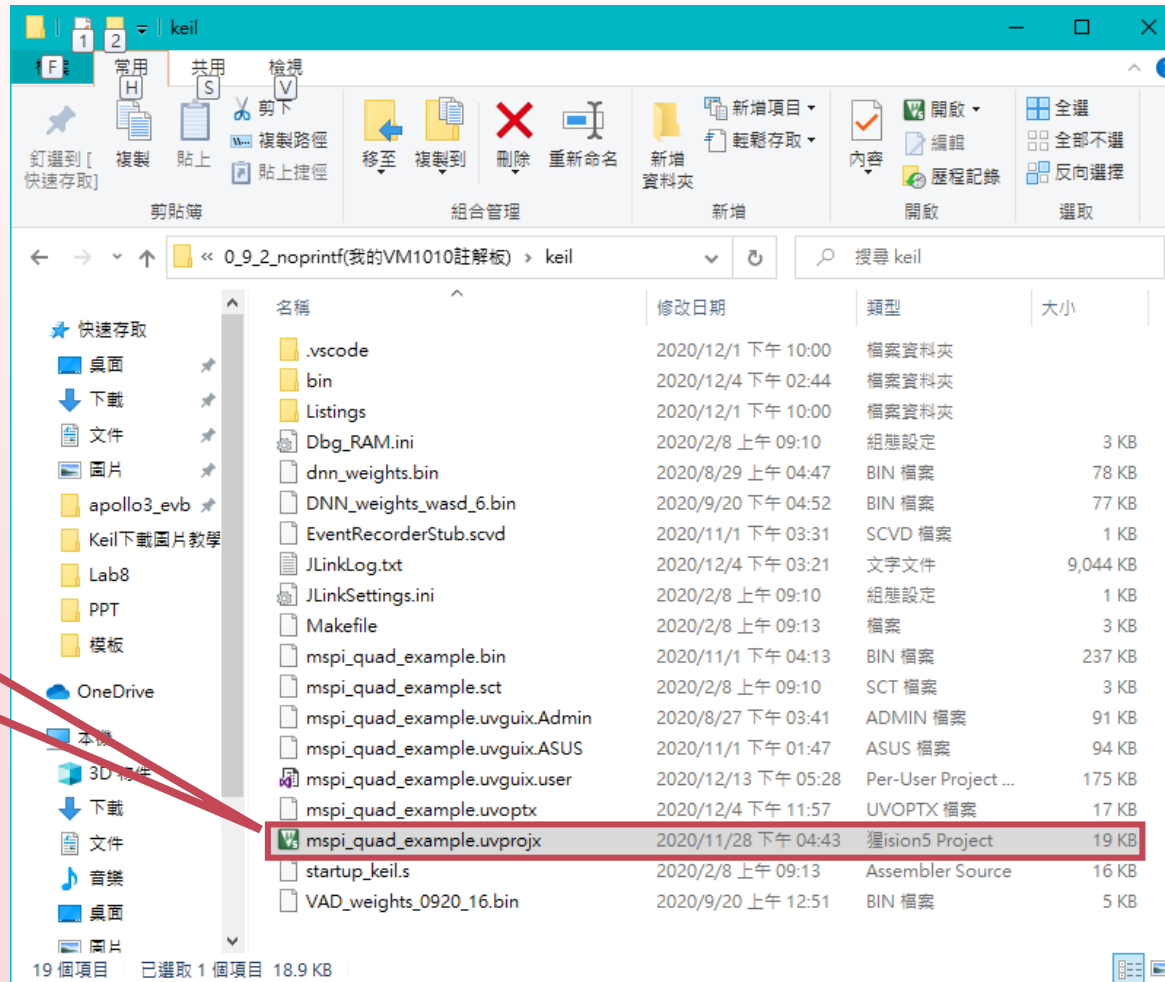 1 2 keil
F 常用 共用 檢視
H S V
釘選到 [
快速存取]
複製
貼上
剪下
複製路徑
貼上捷徑
剪貼簿
移至 複製到 刪除 重新命名
組合管理
新增
資料夾
新增項目
輕鬆存取
新增
內容
開啟
編輯
歷程記錄
開啟
全選
全部不選
反向選擇
選取
« 0_9_2_noprintf(我的VM1010註解板) › keil
搜尋 keil
名稱 修改日期 類型 大小
.vscode 2020/12/1 下午 10:00 檔案資料夾
bin 2020/12/4 下午 02:44 檔案資料夾
Listings 2020/12/1 下午 10:00 檔案資料夾
Dbg_RAM.ini 2020/2/8 上午 09:10 組態設定 3 KB
dnn_weights.bin 2020/8/29 上午 04:47 BIN 檔案 78 KB
DNN_weights_wasd_6.bin 2020/9/20 下午 04:52 BIN 檔案 77 KB
EventRecorderStub.scvd 2020/11/1 下午 03:31 SCVD 檔案 1 KB
JLinkLog.txt 2020/12/4 下午 03:21 文字文件 9,044 KB
JLinkSettings.ini 2020/2/8 上午 09:10 組態設定 1 KB
Makefile 2020/2/8 上午 09:13 檔案 3 KB
mspi_quad_example.bin 2020/11/1 下午 04:13 BIN 檔案 237 KB
mspi_quad_example.sct 2020/2/8 上午 09:10 SCT 檔案 3 KB
mspi_quad_example.uvguix.Admin 2020/8/27 下午 03:41 ADMIN 檔案 91 KB
mspi_quad_example.uvguix.ASUS 2020/11/1 下午 01:47 ASUS 檔案 94 KB
mspi_quad_example.uvguix.user 2020/12/13 下午 05:28 Per-User Project ... 175 KB
mspi_quad_example.uvoptx 2020/12/4 下午 11:57 UVOPTX 檔案 17 KB
mspi_quad_example.uvprojx 2020/11/28 下午 04:43 猩ision5 Project 19 KB
startup_keil.s 2020/2/8 上午 09:13 Assembler Source 16 KB
VAD_weights_0920_16.bin 2020/9/20 上午 12:51 BIN 檔案 5 KB
快速存取
桌面
下載
文件
圖片
apollo3_evb
Keil下載圖片教學
Lab8
PPT
模板
OneDrive
本機
3D 物件
下載
文件
音樂
桌面
圖片
19 個項目 已選取 1 個項目 18.9 KB